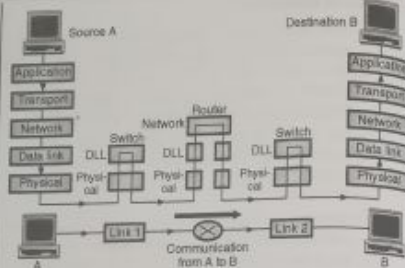 Source A
Destination B
Application
Transport
Network
Data link
Physical
Switch
DLL
Physi-
cal
Router
Network
DLL
Physi-
cal
Switch
DLL
Physi-
cal
Application
Transport
Network
Data link
Physical
Link 1
Link 2
Communication
from A to B
A
B